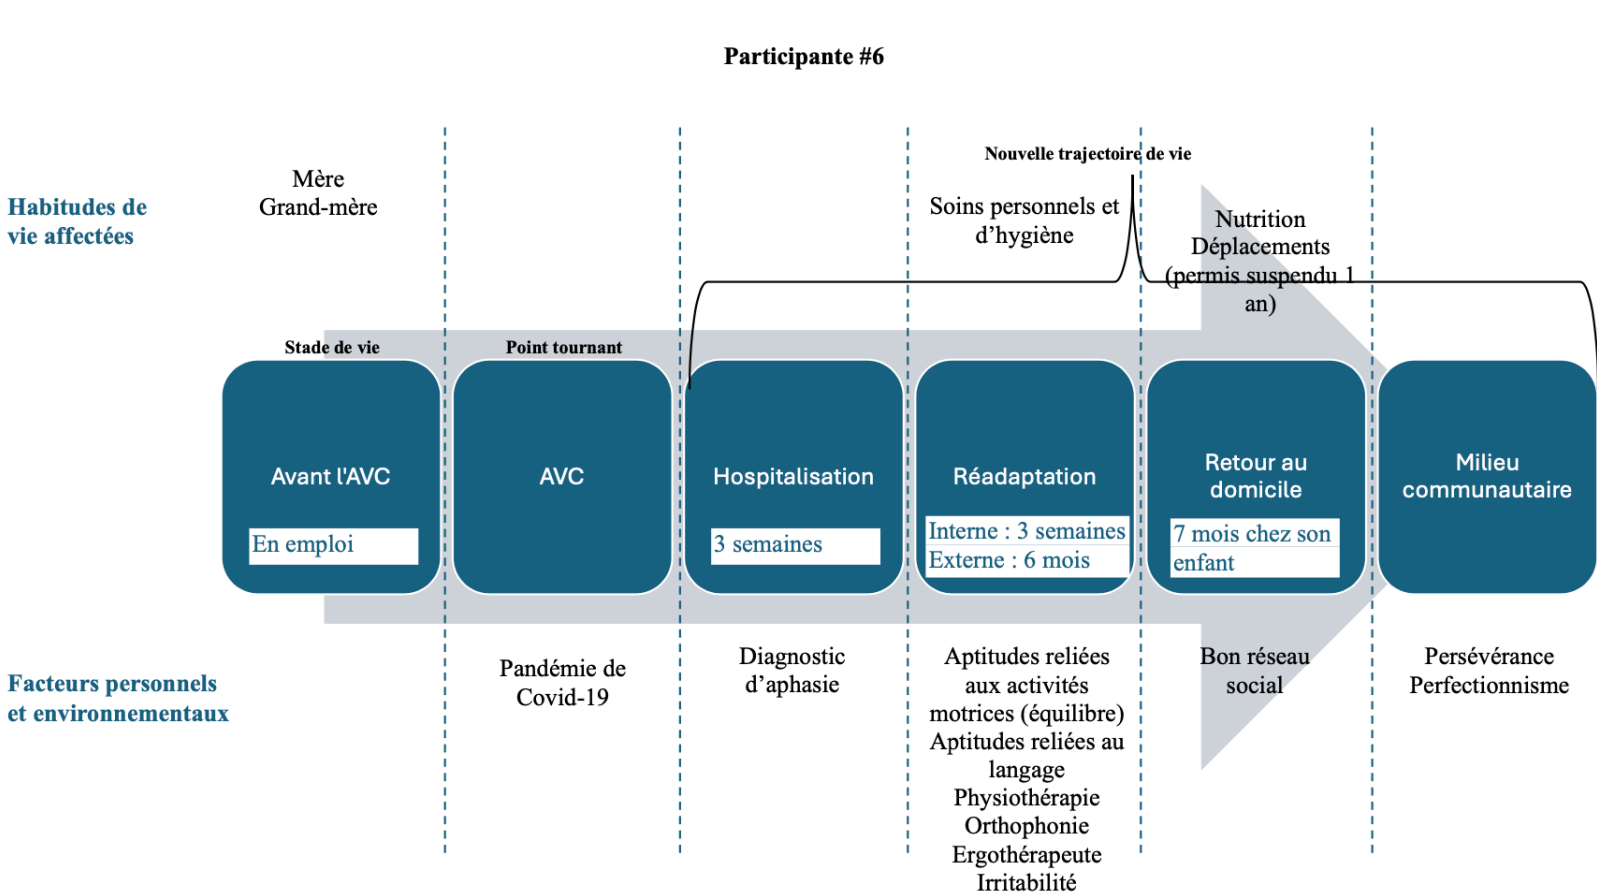 Participante #6
Nouvelle trajectoire de vie
Habitudes de
vie affectées
Mère
Grand-mère
Soins personnels et
d’hygiène
Nutrition
Déplacements
(permis suspendu 1
an)
Stade de vie
Point tournant
Avant l'AVC
En emploi
AVC
Hospitalisation
3 semaines
Réadaptation
Interne : 3 semaines
Externe : 6 mois
Retour au
domicile
7 mois chez son
enfant
Milieu
communautaire
Facteurs personnels
et environnementaux
Pandémie de
Covid-19
Diagnostic
d’aphasie
Aptitudes reliées
aux activités
motrices (équilibre)
Aptitudes reliées au
langage
Physiothérapie
Orthophonie
Ergothérapeute
Irritabilité
Bon réseau
social
Persévérance
Perfectionnisme